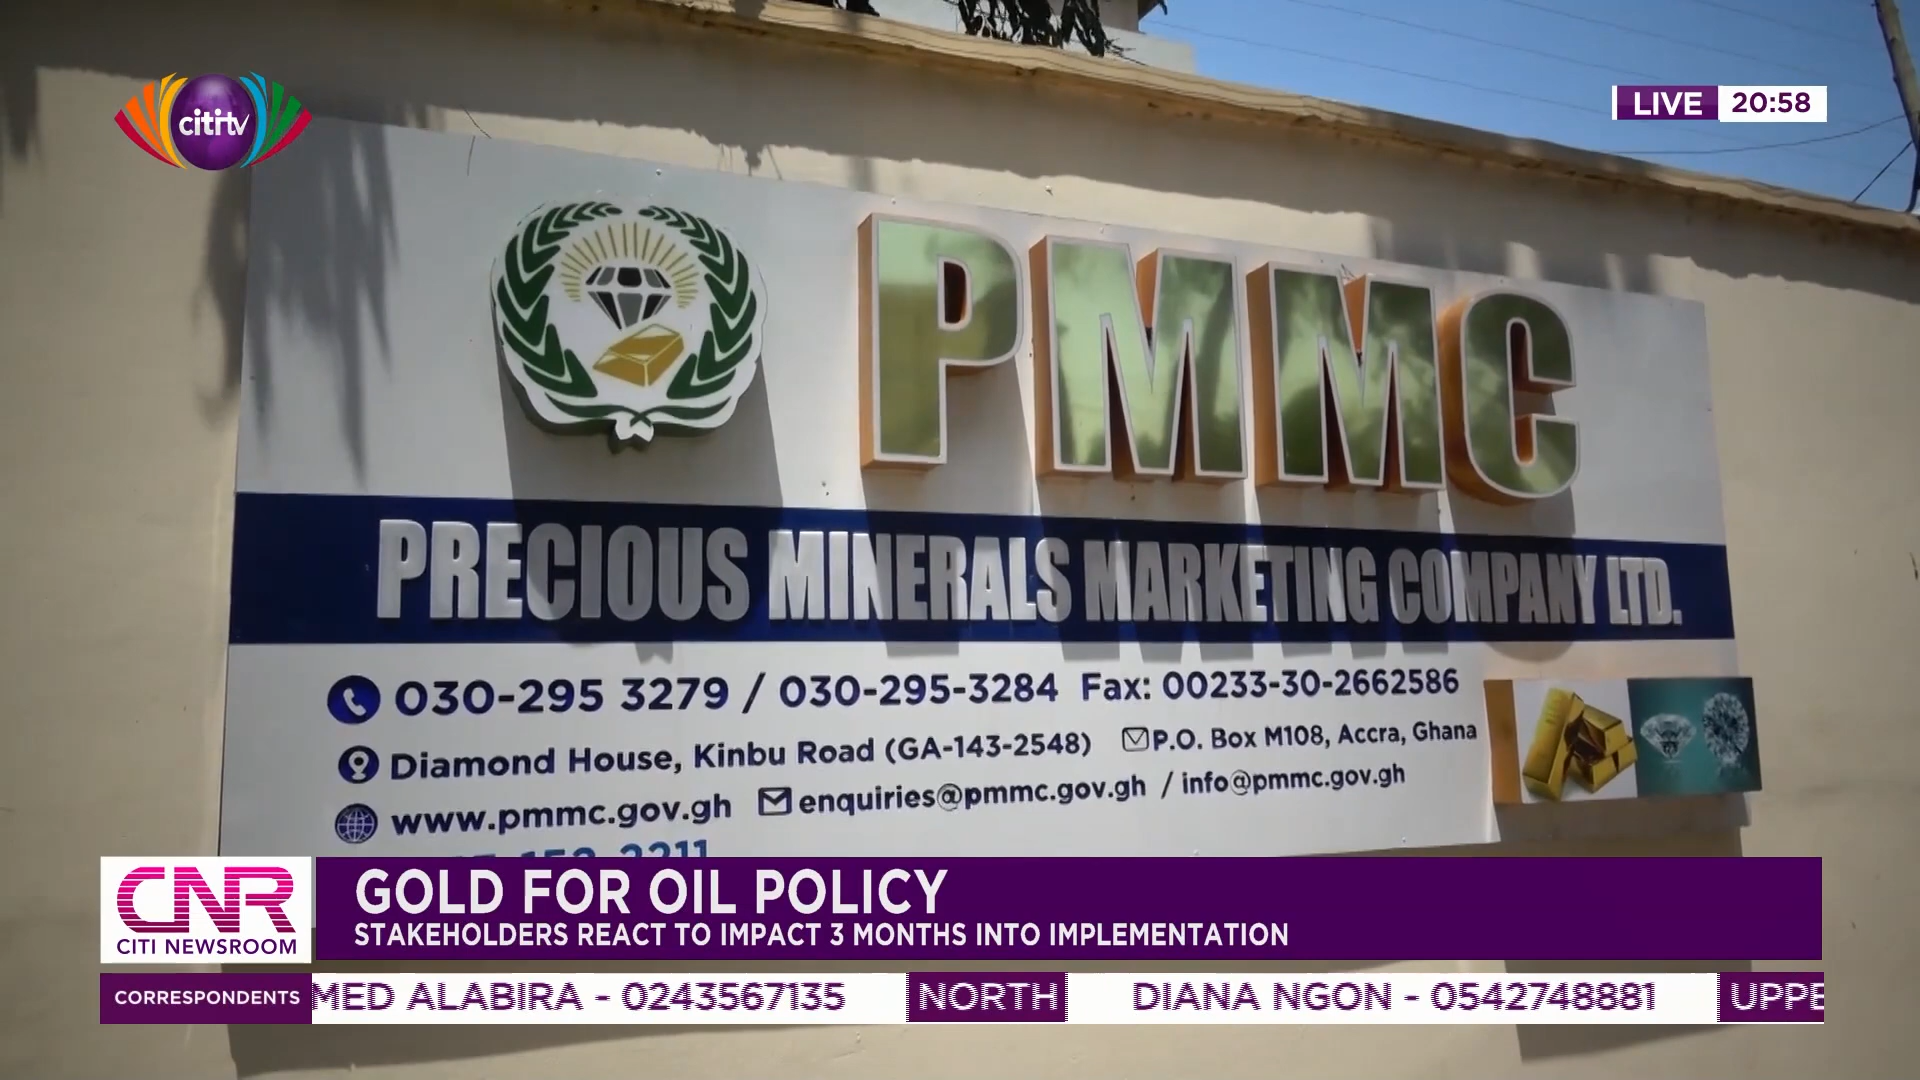 citi tv
LIVE 20:58
PMMC
PRECIOUS MINERALS MARKETING COMPANY LTD.
030-295 3279 / 030-295-3284 Fax: 00233-30-2662586
Diamond House, Kinbu Road (GA-143-2548) P.O. Box M108, Accra, Ghana
www.pmmc.gov.gh enquiries@pmmc.gov.gh / info@pmmc.gov.gh
CNR
CITI NEWSROOM
GOLD FOR OIL POLICY
STAKEHOLDERS REACT TO IMPACT 3 MONTHS INTO IMPLEMENTATION
CORRESPONDENTS MED ALABIRA - 0243567135 NORTH DIANA NGON - 0542748881 UPPE